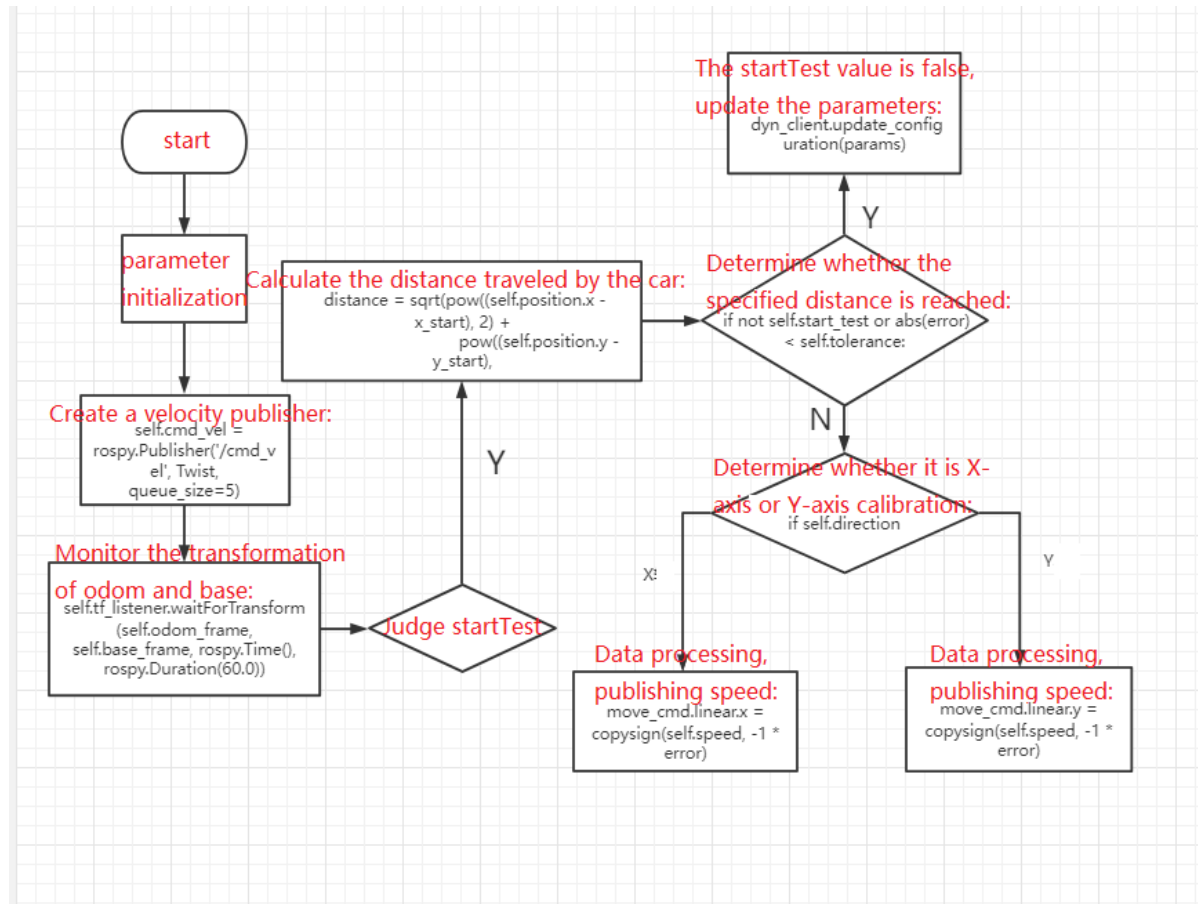 start
parameter
initialization
Create a velocity publisher:
self.cmd_vel =
rospy.Publisher('/cmd_v
el', Twist,
queue_size=5)
Monitor the transformation
of odom and base:
self.tf_listener.waitForTransform
(self.odom_frame,
self.base_frame, rospy.Time(),
rospy.Duration(60.0))
Judge startTest
Y
Calculate the distance traveled by the car:
distance = sqrt(pow((self.position.x -
x_start), 2) +
pow((self.position.y -
y_start),
Determine whether the
specified distance is reached:
if not self.start_test or abs(error)
< self.tolerance:
Y
The startTest value is false,
update the parameters:
dyn_client.update_config
uration(params)
N
Determine whether it is X-
axis or Y-axis calibration:
if self.direction
X
Y
Data processing,
publishing speed:
move_cmd.linear.x =
copysign(self.speed, -1 *
error)
Data processing,
publishing speed:
move_cmd.linear.y =
copysign(self.speed, -1 *
error)